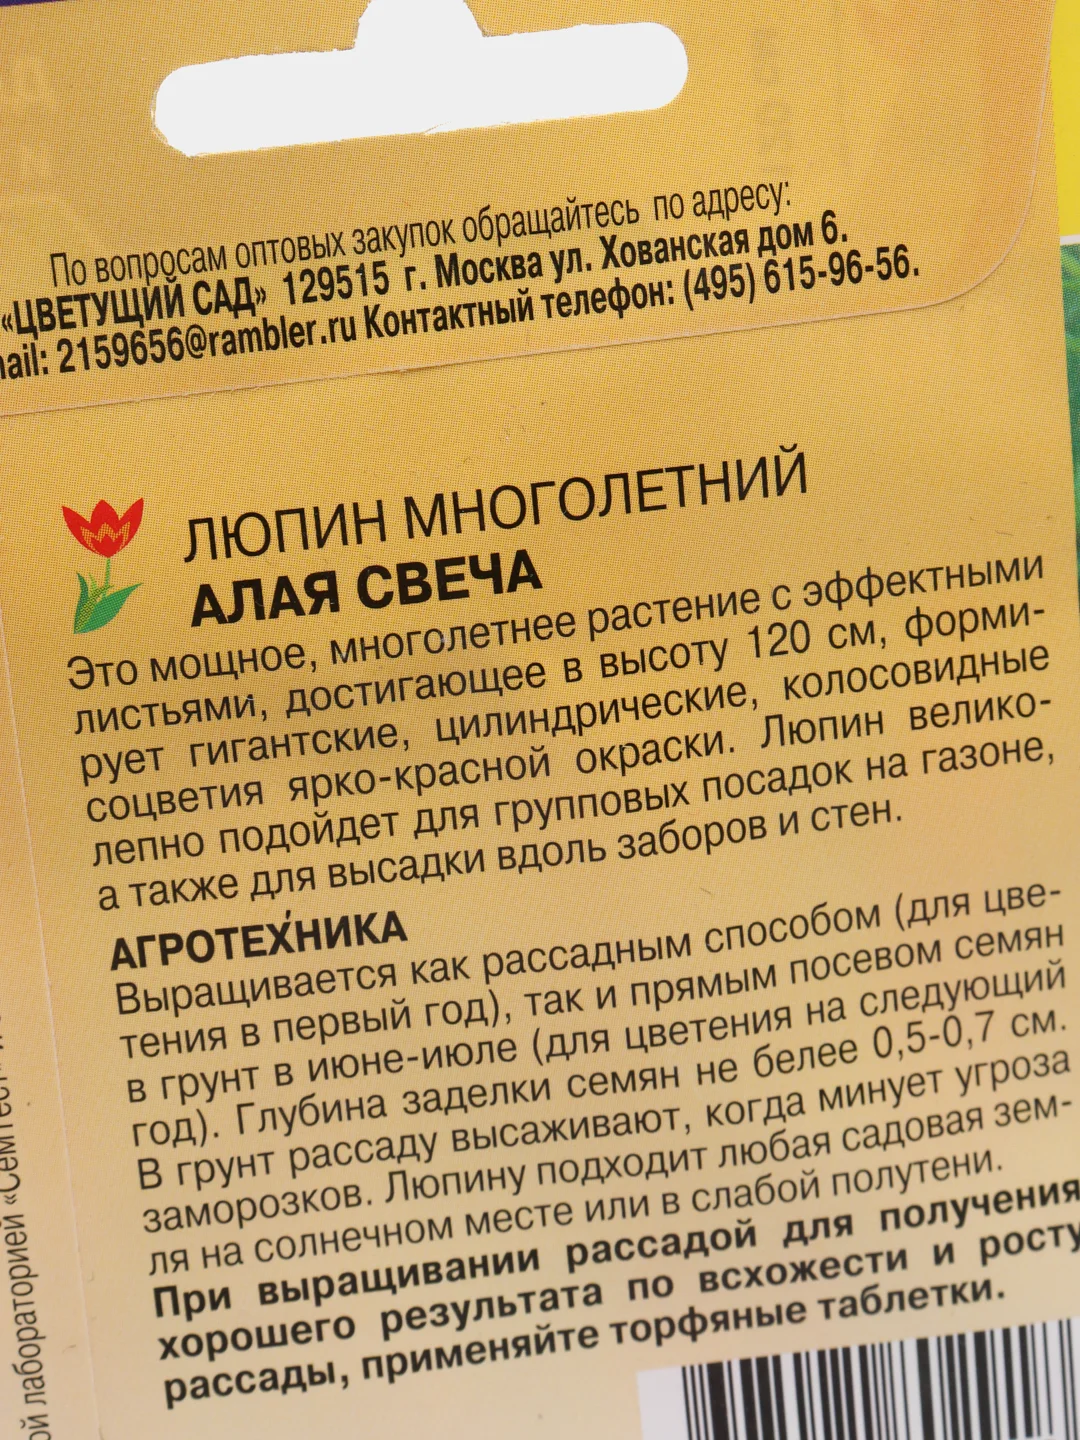 По вопросам оптовых закупок обращайтесь по адресу:
«ЦВЕТУЩИЙ САД» 129515 г. Москва ул. Хованская дом 6.
mail: 2159656@rambler.ru Контактный телефон: (495) 615-96-56.
ЛЮПИН МНОГОЛЕТНИЙ
АЛАЯ СВЕЧА
Это мощное, многолетнее растение с эффектными
листьями, достигающее в высоту 120 см, форми-
рует гигантские, цилиндрические, колосовидные
соцветия ярко-красной окраски. Люпин велико-
лепно подойдет для групповых посадок на газоне,
а также для высадки вдоль заборов и стен.
АГРОТЕХНИКА
Выращивается как рассадным способом (для цве-
тения в первый год), так и прямым посевом семян
в грунт в июне-июле (для цветения на следующий
год). Глубина заделки семян не белее 0,5-0,7 см.
В грунт рассаду высаживают, когда минует угроза
заморозков. Люпину подходит любая садовая зем-
ля на солнечном месте или в слабой полутени.
При выращивании рассадой для получения
хорошего результата по всхожести и росту
рассады, применяйте торфяные таблетки.
лабораторией